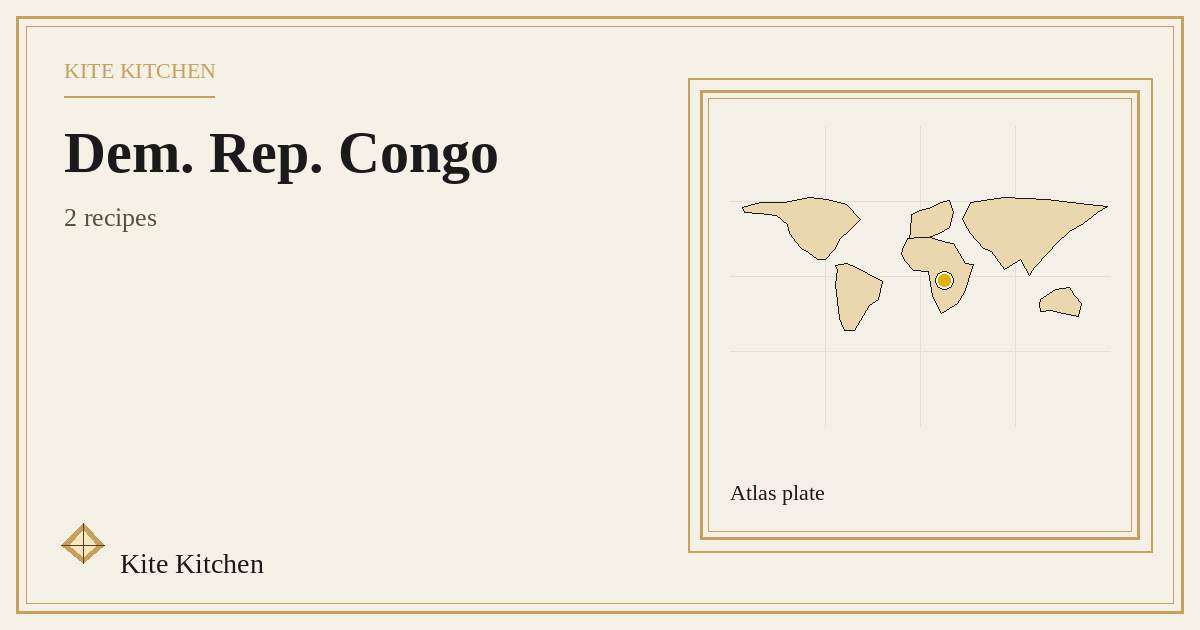 KITE KITCHEN
Dem. Rep. Congo
2 recipes
Atlas plate
Kite Kitchen